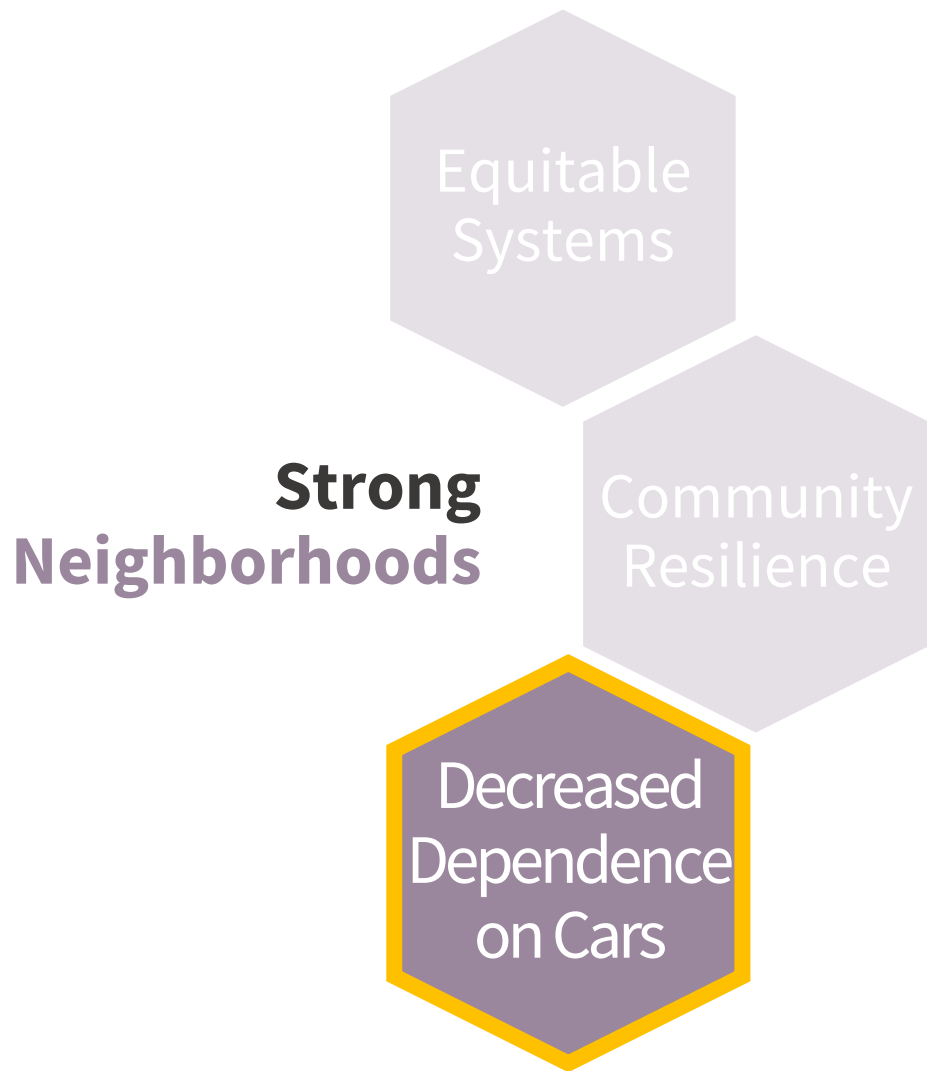 Equitable
Systems
Strong
Neighborhoods
Community
Resilience
Decreased
Dependence
on Cars